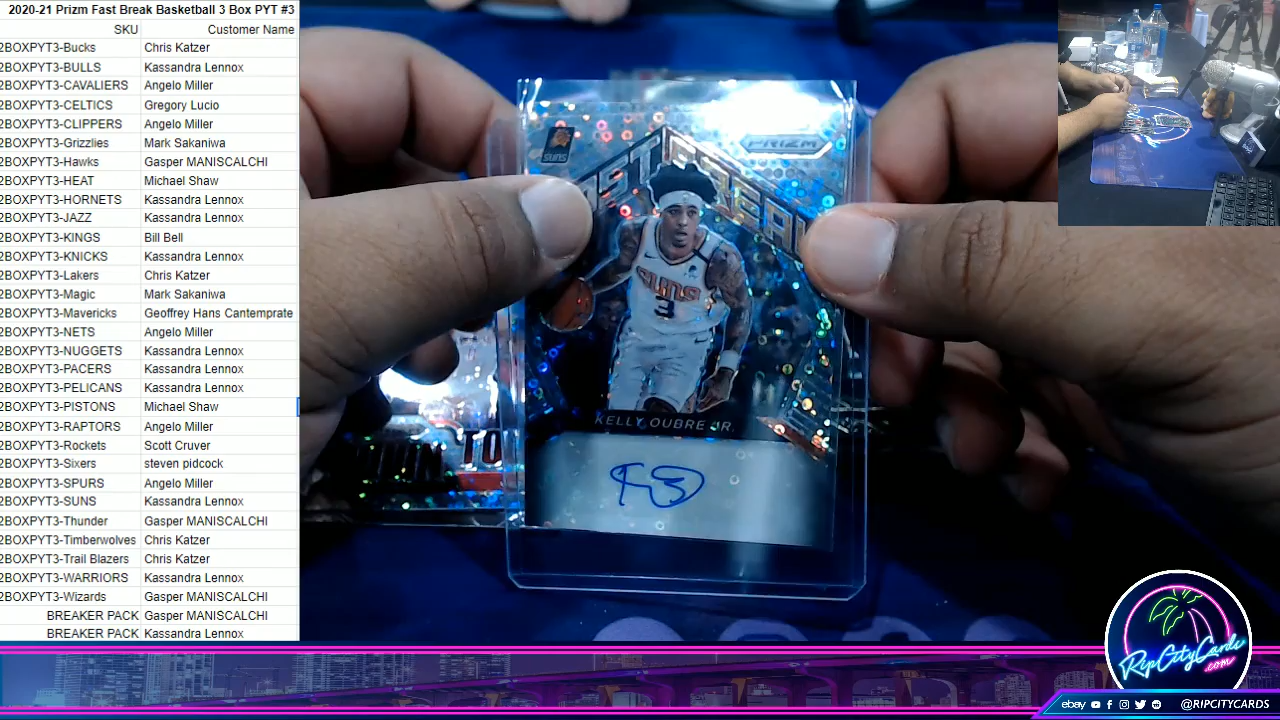 2020-21 Prizm Fast Break Basketball 3 Box PYT #3
SKU Customer Name
2BOXPYT3-Bucks Chris Katzer
2BOXPYT3-BULLS Kassandra Lennox
2BOXPYT3-CAVALIERS Angelo Miller
2BOXPYT3-CELTICS Gregory Lucio
2BOXPYT3-CLIPPERS Angelo Miller
2BOXPYT3-Grizzlies Mark Sakaniwa
2BOXPYT3-Hawks Gasper MANISCALCHI
2BOXPYT3-HEAT Michael Shaw
2BOXPYT3-HORNETS Kassandra Lennox
2BOXPYT3-JAZZ Kassandra Lennox
2BOXPYT3-KINGS Bill Bell
2BOXPYT3-KNICKS Kassandra Lennox
2BOXPYT3-Lakers Chris Katzer
2BOXPYT3-Magic Mark Sakaniwa
2BOXPYT3-Mavericks Geoffrey Hans Cantemprate
2BOXPYT3-NETS Angelo Miller
2BOXPYT3-NUGGETS Kassandra Lennox
2BOXPYT3-PACERS Kassandra Lennox
2BOXPYT3-PELICANS Kassandra Lennox
2BOXPYT3-PISTONS Michael Shaw
2BOXPYT3-RAPTORS Angelo Miller
2BOXPYT3-Rockets Scott Cruver
2BOXPYT3-Sixers steven pidcock
2BOXPYT3-SPURS Angelo Miller
2BOXPYT3-SUNS Kassandra Lennox
2BOXPYT3-Thunder Gasper MANISCALCHI
2BOXPYT3-Timberwolves Chris Katzer
2BOXPYT3-Trail Blazers Chris Katzer
2BOXPYT3-WARRIORS Kassandra Lennox
2BOXPYT3-Wizards Gasper MANISCALCHI
BREAKER PACK Gasper MANISCALCHI
BREAKER PACK Kassandra Lennox
PRIZM
SUNS
SUNS
3
KELLY OUBRE JR.
RipCityCards
.com
ebay @RIPCITYCARDS